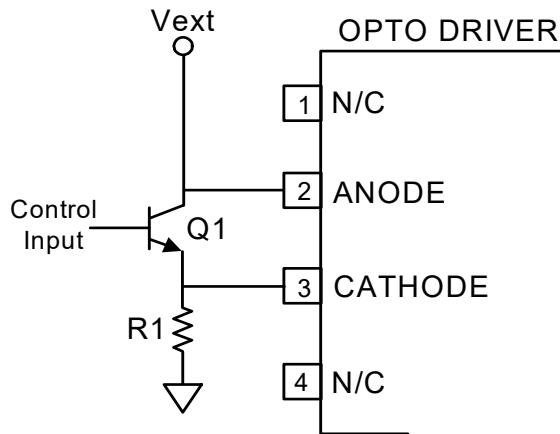 Vext
OPTO DRIVER
1 N/C
2 ANODE
Control
Input
Q1
3 CATHODE
R1
4 N/C